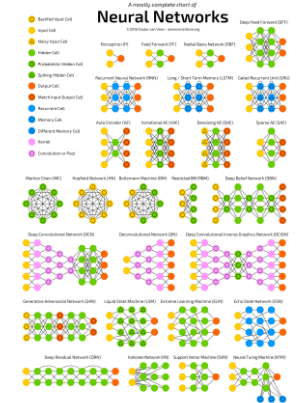 A mostly complete chart of
Neural Networks
©2016 Fjodor van Veen - asimovinstitute.org
Backfed Input Cell
Input Cell
Noisy Input Cell
Hidden Cell
Probabilistic Hidden Cell
Spiking Hidden Cell
Output Cell
Match Input Output Cell
Recurrent Cell
Memory Cell
Different Memory Cell
Kernel
Convolution or Pool
Deep Feed Forward (DFF)
Perceptron (P)
Feed Forward (FF)
Radial Basis Network (RBF)
Recurrent Neural Network (RNN)
Long / Short Term Memory (LSTM)
Gated Recurrent Unit (GRU)
Auto Encoder (AE)
Variational AE (VAE)
Denoising AE (DAE)
Sparse AE (SAE)
Markov Chain (MC)
Hopfield Network (HN)
Boltzmann Machine (BM)
Restricted BM (RBM)
Deep Belief Network (DBN)
Deep Convolutional Network (DCN)
Deconvolutional Network (DN)
Deep Convolutional Inverse Graphics Network (DCIGN)
Generative Adversarial Network (GAN)
Liquid State Machine (LSM)
Extreme Learning Machine (ELM)
Echo State Network (ESN)
Deep Residual Network (DRN)
Kohonen Network (KN)
Support Vector Machine (SVM)
Neural Turing Machine (NTM)